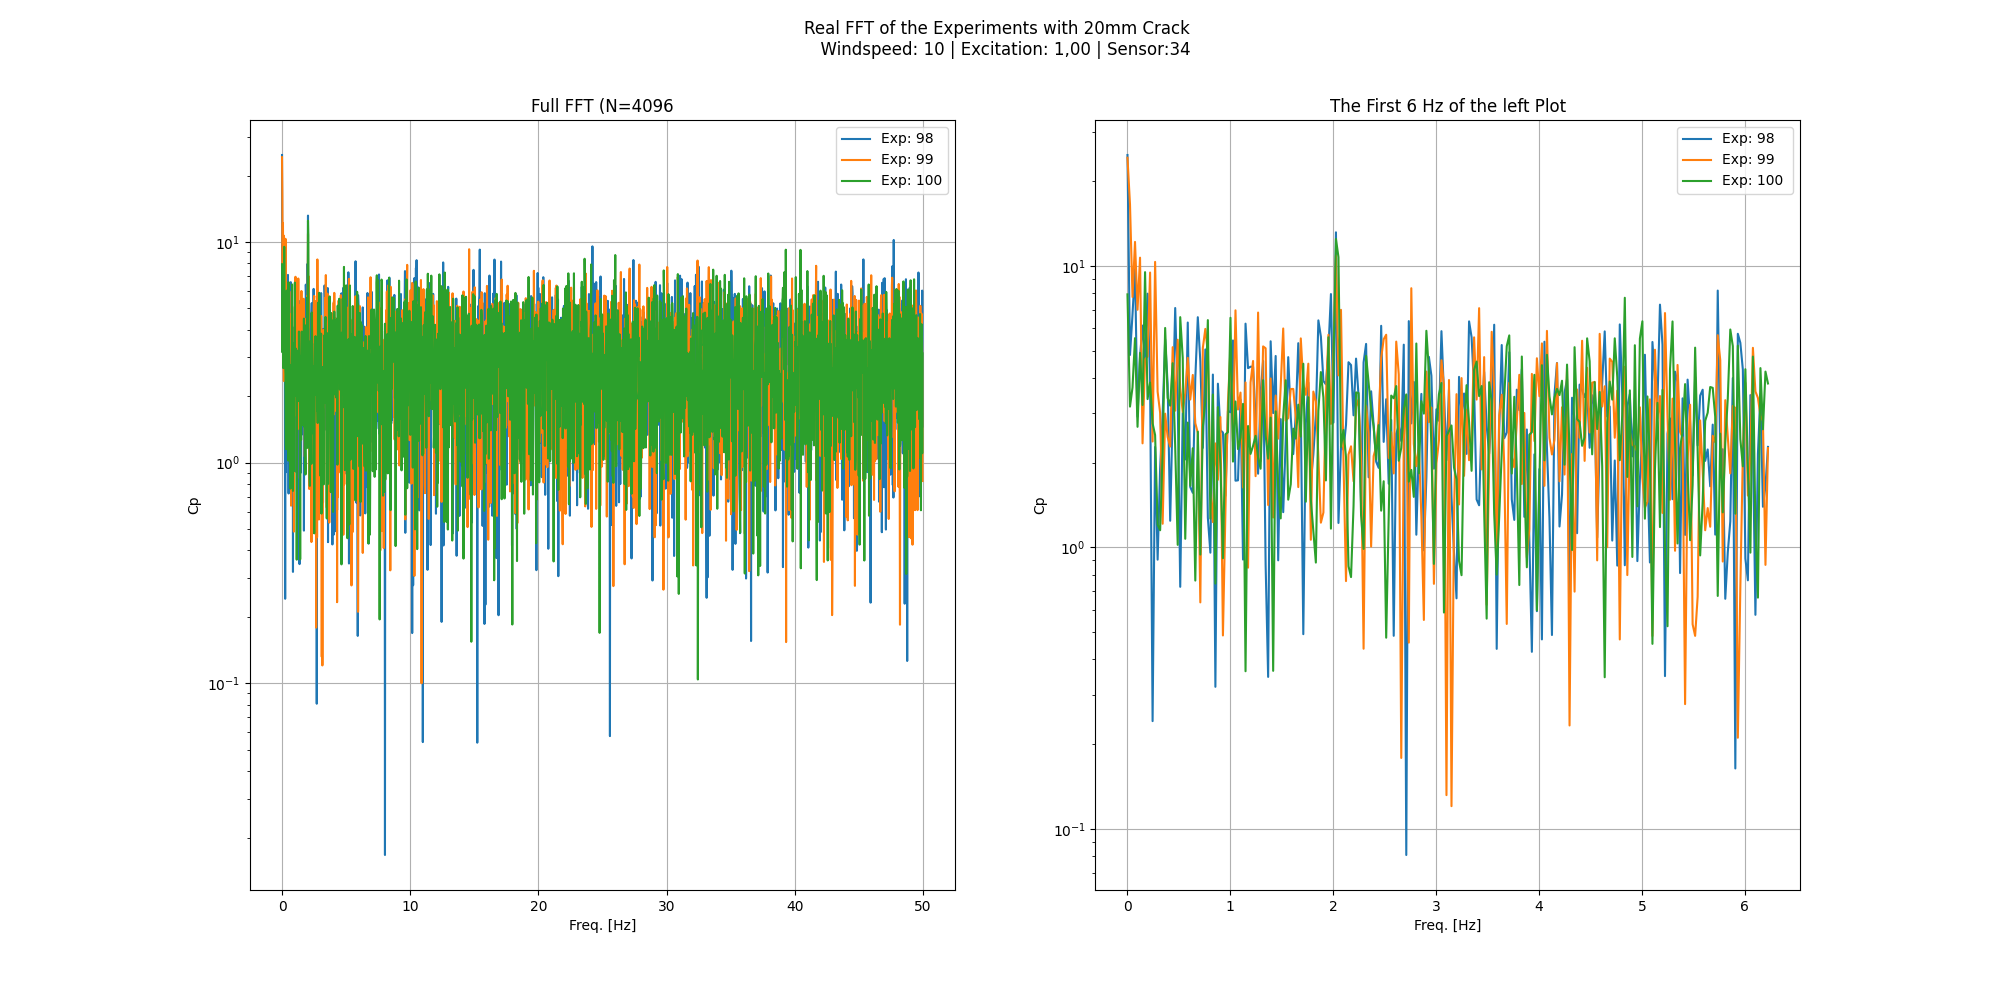 Real FFT of the Experiments with 20mm Crack
Windspeed: 10 | Excitation: 1,00 | Sensor:34
Full FFT (N=4096
Exp: 98
Exp: 99
Exp: 100
10¹
10⁰
10⁻¹
Cp
0 10 20 30 40 50
Freq. [Hz]
The First 6 Hz of the left Plot
Exp: 98
Exp: 99
Exp: 100
10¹
10⁰
10⁻¹
Cp
0 1 2 3 4 5 6
Freq. [Hz]